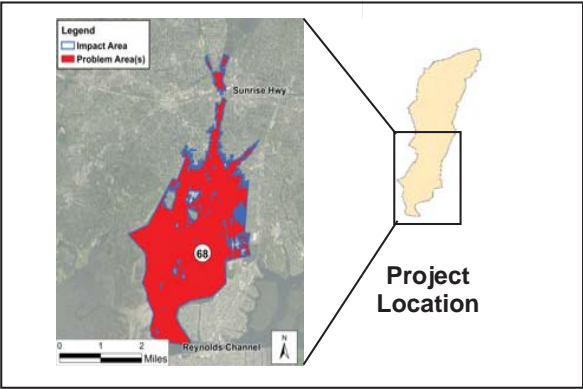 Legend
Impact Area
Problem Area(s)
Sunrise Hwy
68
Reynolds Channel
0 1 2
Miles
N
Project
Location